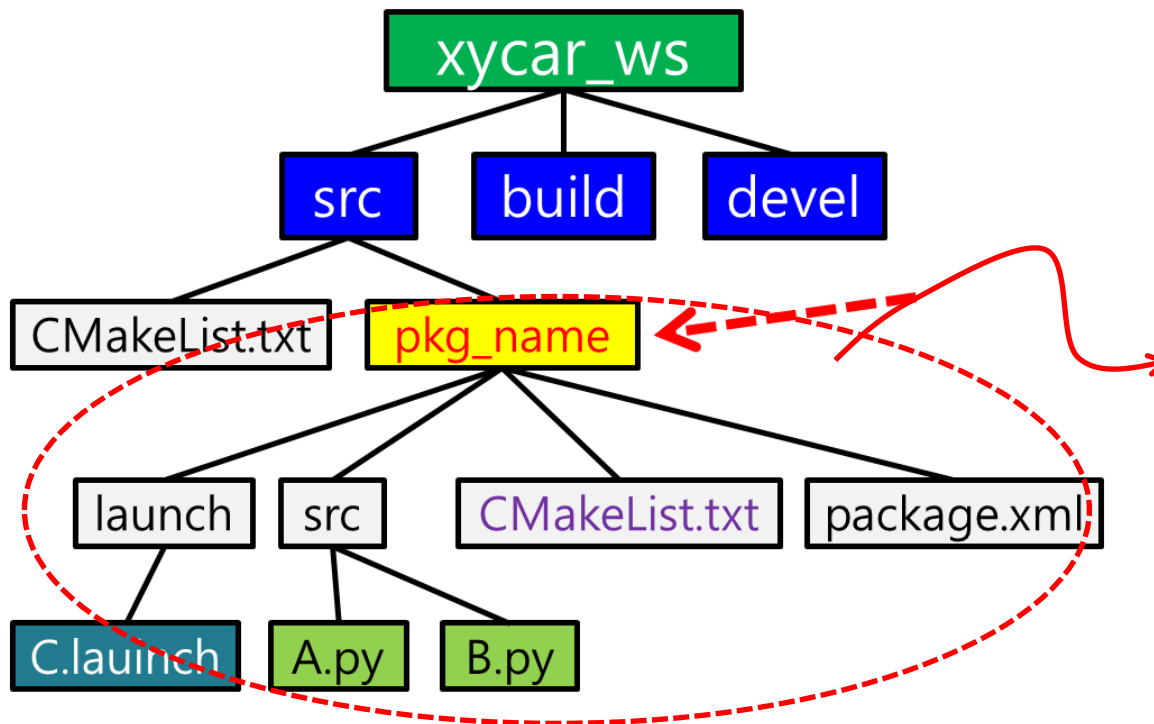 xycar_ws
src
build
devel
CMakeList.txt
pkg_name
launch
src
CMakeList.txt
package.xml
C.lauinch
A.py
B.py